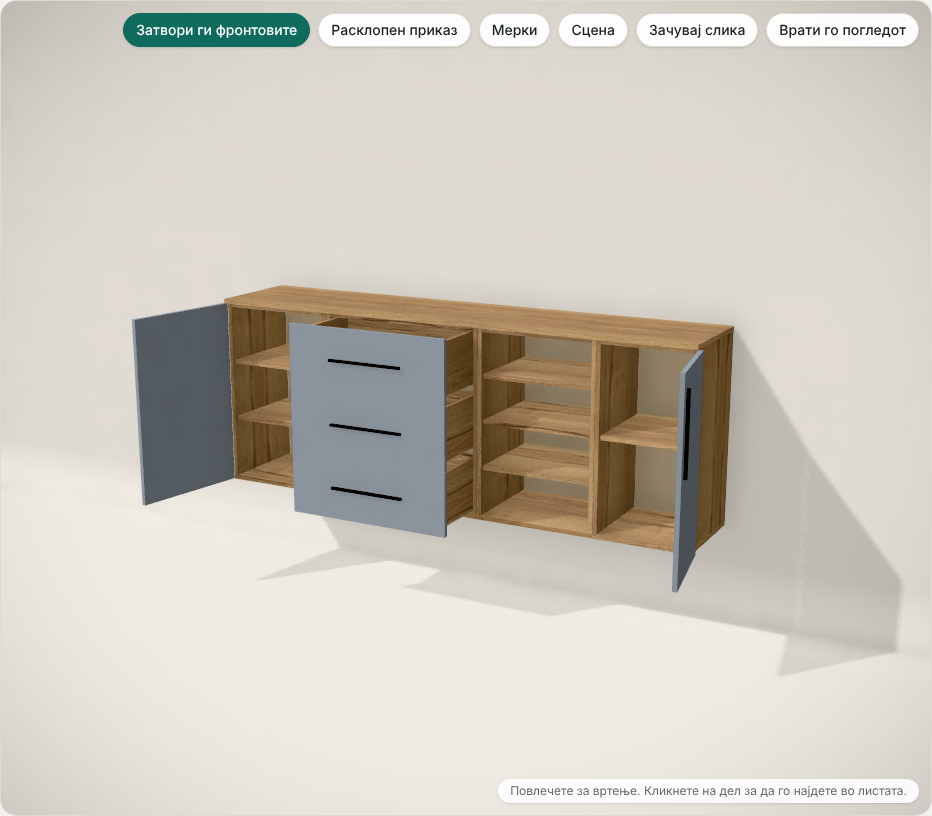 Затвори ги фронтовите
Расклопен приказ
Мерки
Сцена
Зачувај слика
Врати го погледот
Повлечете за вртење. Кликнете на дел за да го најдете во листата.